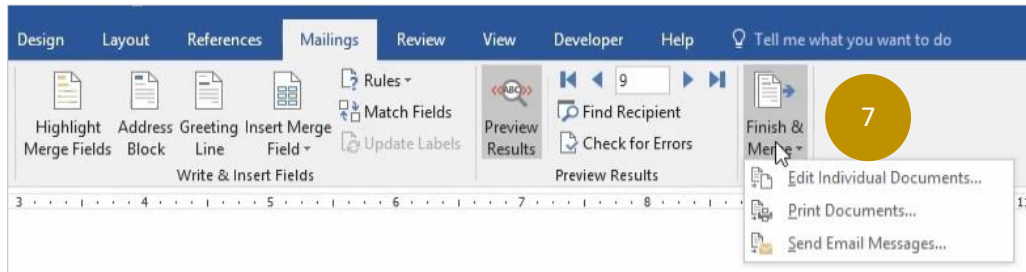 Design Layout References Mailings Review View Developer Help Tell me what you want to do
Highlight Merge Fields
Address Block
Greeting Line
Insert Merge Field
Rules
Match Fields
Update Labels
Write & Insert Fields
«ABC»
Preview Results
9
Find Recipient
Check for Errors
Preview Results
Finish & Merge
7
Edit Individual Documents...
Print Documents...
Send Email Messages...
3 4 5 6 7 8